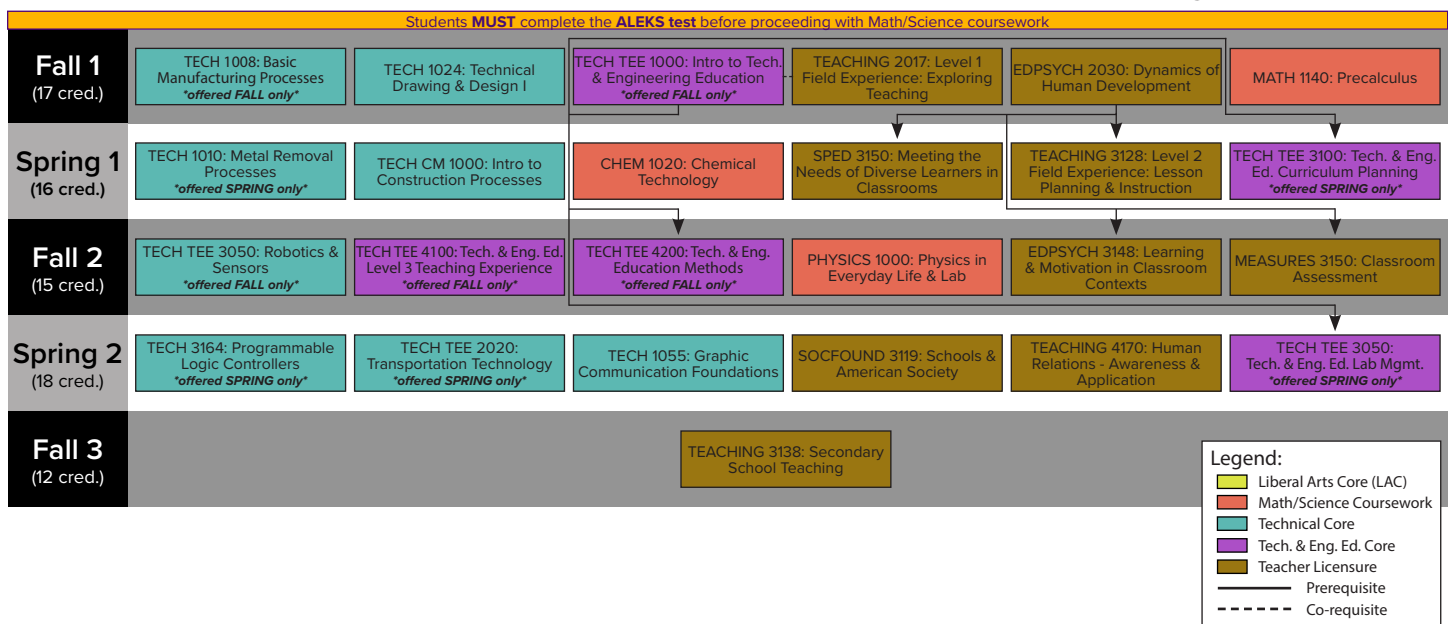 Students MUST complete the ALEKS test before proceeding with Math/Science coursework
Fall 1
(17 cred.)
TECH 1008: Basic
Manufacturing Processes
*offered FALL only*
TECH 1024: Technical
Drawing & Design I
TECH TEE 1000: Intro to Tech.
& Engineering Education
*offered FALL only*
TEACHING 2017: Level 1
Field Experience: Exploring
Teaching
EDPSYCH 2030: Dynamics of
Human Development
MATH 1140: Precalculus
Spring 1
(16 cred.)
TECH 1010: Metal Removal
Processes
*offered SPRING only*
TECH CM 1000: Intro to
Construction Processes
CHEM 1020: Chemical
Technology
SPED 3150: Meeting the
Needs of Diverse Learners in
Classrooms
TEACHING 3128: Level 2
Field Experience: Lesson
Planning & Instruction
TECH TEE 3100: Tech. & Eng.
Ed. Curriculum Planning
*offered SPRING only*
Fall 2
(15 cred.)
TECH TEE 3050: Robotics &
Sensors
*offered FALL only*
TECH TEE 4100: Tech. & Eng. Ed.
Level 3 Teaching Experience
*offered FALL only*
TECH TEE 4200: Tech. & Eng.
Education Methods
*offered FALL only*
PHYSICS 1000: Physics in
Everyday Life & Lab
EDPSYCH 3148: Learning
& Motivation in Classroom
Contexts
MEASURES 3150: Classroom
Assessment
Spring 2
(18 cred.)
TECH 3164: Programmable
Logic Controllers
*offered SPRING only*
TECH TEE 2020:
Transportation Technology
*offered SPRING only*
TECH 1055: Graphic
Communication Foundations
SOCFOUND 3119: Schools &
American Society
TEACHING 4170: Human
Relations - Awareness &
Application
TECH TEE 3050:
Tech. & Eng. Ed. Lab Mgmt.
*offered SPRING only*
Fall 3
(12 cred.)
TEACHING 3138: Secondary
School Teaching
Legend:
Liberal Arts Core (LAC)
Math/Science Coursework
Technical Core
Tech. & Eng. Ed. Core
Teacher Licensure
Prerequisite
Co-requisite